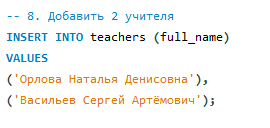 -- 8. Добавить 2 учителя
INSERT INTO teachers (full_name)
VALUES
('Орлова Наталья Денисовна'),
('Васильев Сергей Артёмович');